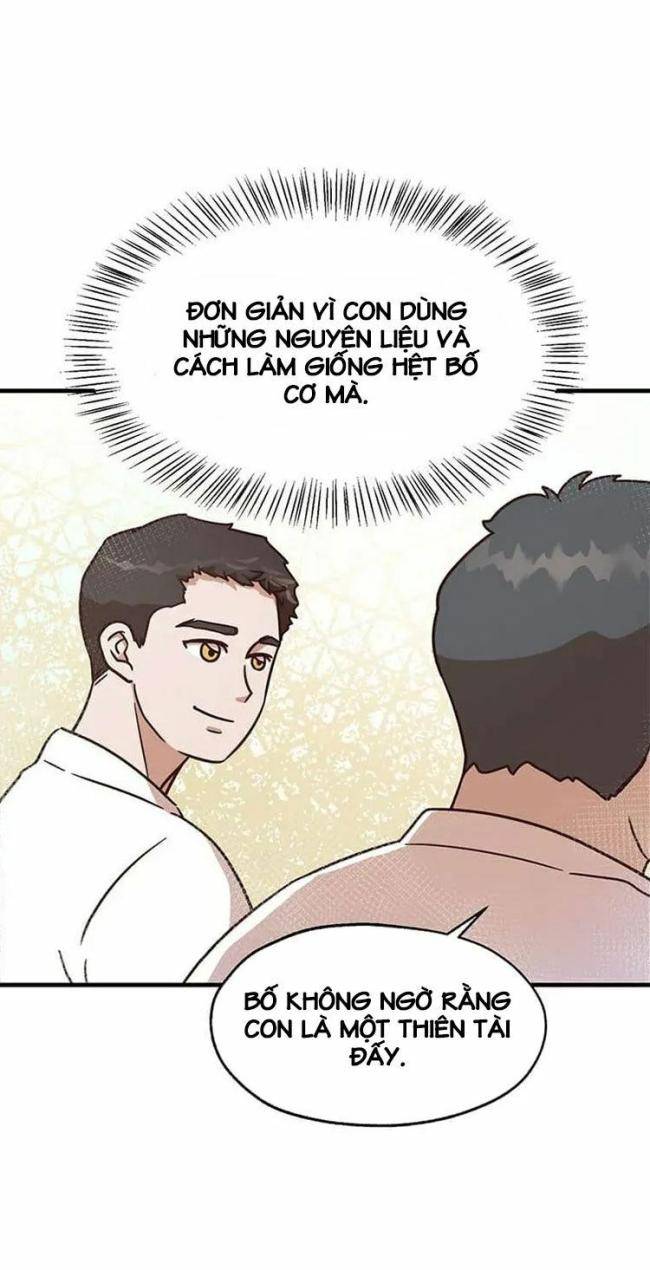 ĐƠN GIẢN VÌ CON DÙNG
NHỮNG NGUYÊN LIỆU VÀ
CÁCH LÀM GIỐNG HỆT BỐ
CƠ MÀ.
BỐ KHÔNG NGỜ RẰNG
CON LÀ MỘT THIÊN TÀI
ĐẤY.